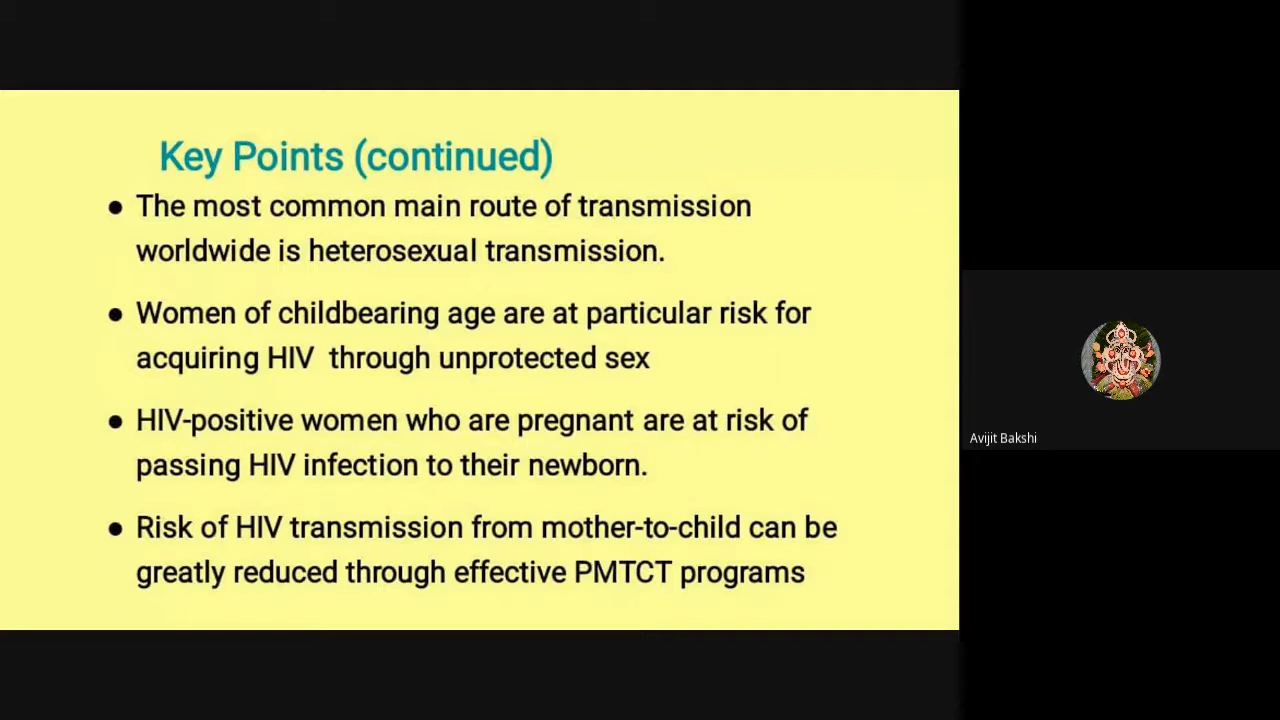 Key Points (continued)
● The most common main route of transmission
worldwide is heterosexual transmission.
● Women of childbearing age are at particular risk for
acquiring HIV  through unprotected sex
● HIV-positive women who are pregnant are at risk of
passing HIV infection to their newborn.
● Risk of HIV transmission from mother-to-child can be
greatly reduced through effective PMTCT programs
Avijit Bakshi